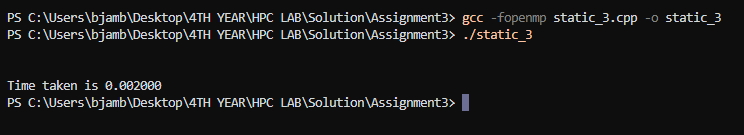 PS C:\Users\bjamb\Desktop\4TH YEAR\HPC LAB\Solution\Assignment3> gcc -fopenmp static_3.cpp -o static_3
PS C:\Users\bjamb\Desktop\4TH YEAR\HPC LAB\Solution\Assignment3> ./static_3
Time taken is 0.002000
PS C:\Users\bjamb\Desktop\4TH YEAR\HPC LAB\Solution\Assignment3>